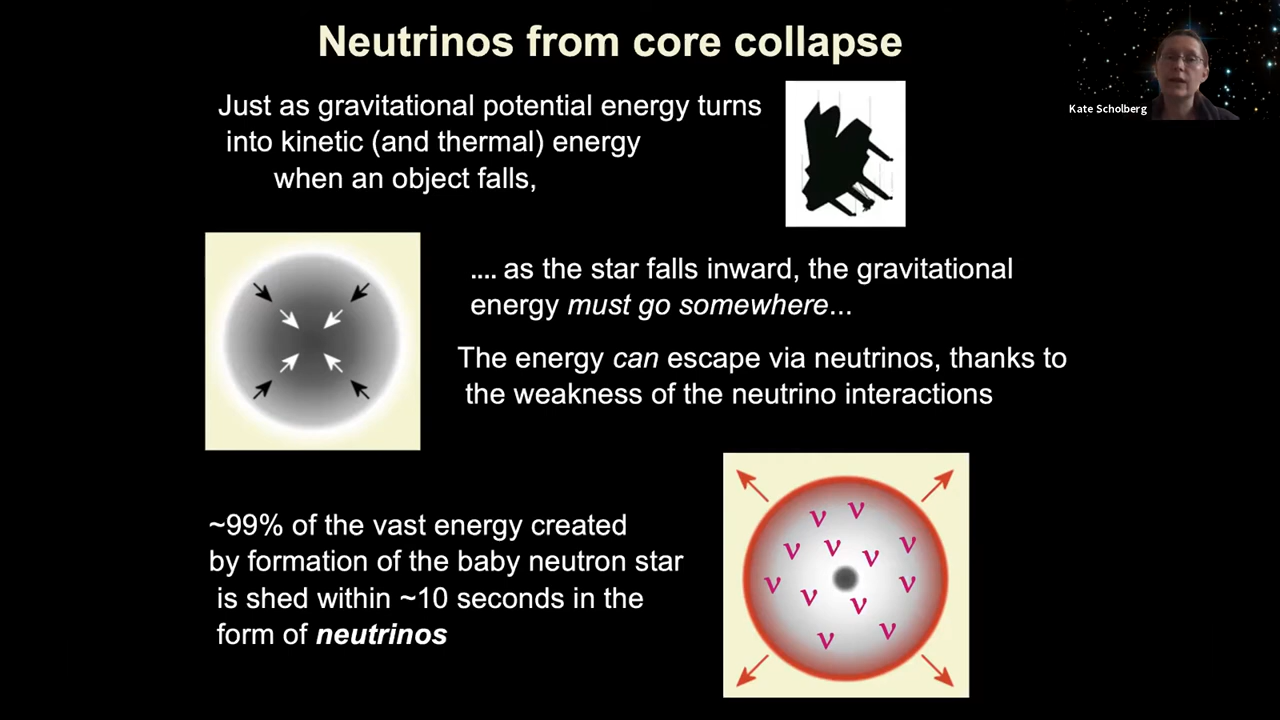 Neutrinos from core collapse
Kate Scholberg
Just as gravitational potential energy turns
into kinetic (and thermal) energy
when an object falls,
.... as the star falls inward, the gravitational
energy must go somewhere...
The energy can escape via neutrinos, thanks to
the weakness of the neutrino interactions
~99% of the vast energy created
by formation of the baby neutron star
is shed within ~10 seconds in the
form of neutrinos
ν ν
ν ν ν ν
ν ν ν ν
ν ν